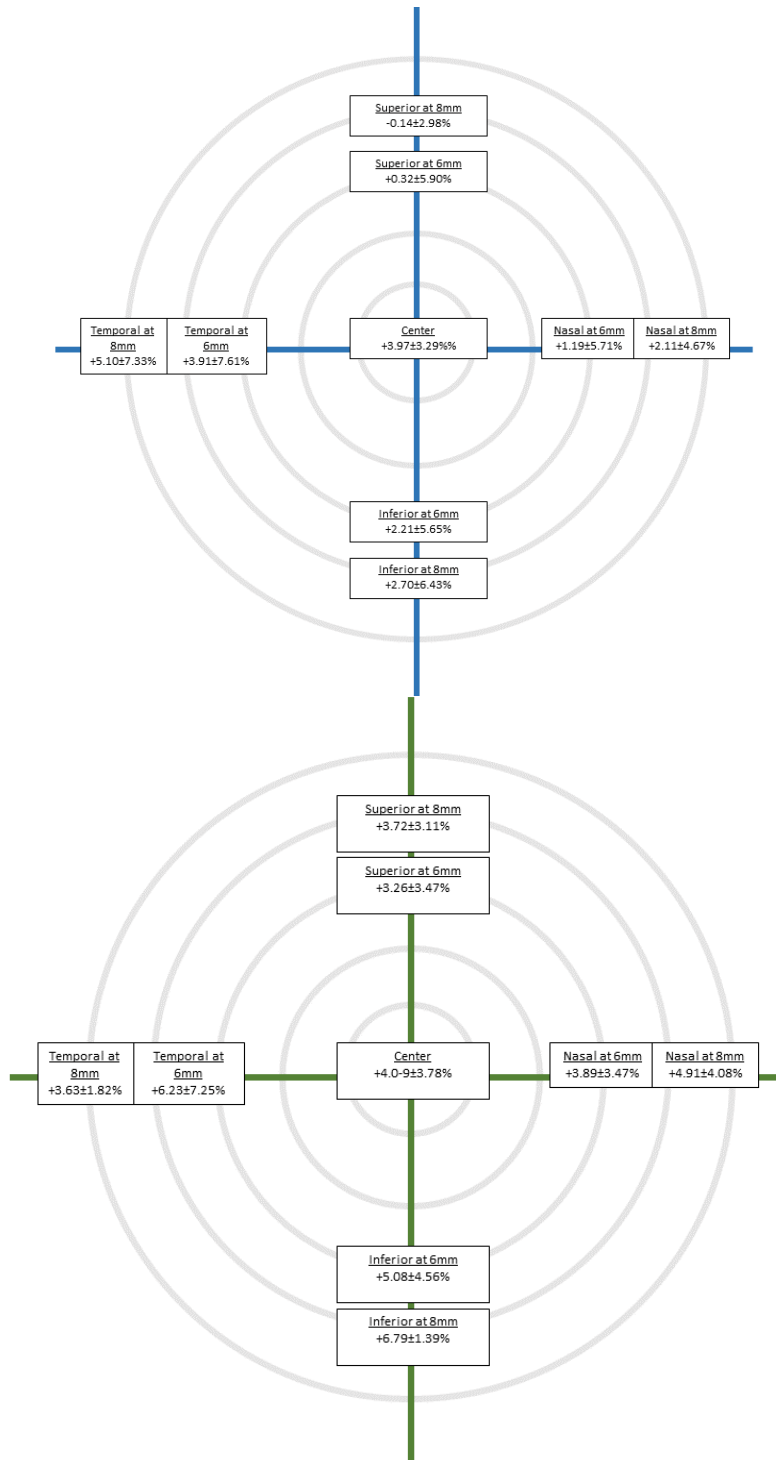 Superior at 8mm
-0.14±2.98%
Superior at 6mm
+0.32±5.90%
Temporal at
8mm
+5.10±7.33%
Temporal at
6mm
+3.91±7.61%
Center
+3.97±3.29%%
Nasal at 6mm
+1.19±5.71%
Nasal at 8mm
+2.11±4.67%
Inferior at 6mm
+2.21±5.65%
Inferior at 8mm
+2.70±6.43%
Superior at 8mm
+3.72±3.11%
Superior at 6mm
+3.26±3.47%
Temporal at
8mm
+3.63±1.82%
Temporal at
6mm
+6.23±7.25%
Center
+4.0-9±3.78%
Nasal at 6mm
+3.89±3.47%
Nasal at 8mm
+4.91±4.08%
Inferior at 6mm
+5.08±4.56%
Inferior at 8mm
+6.79±1.39%